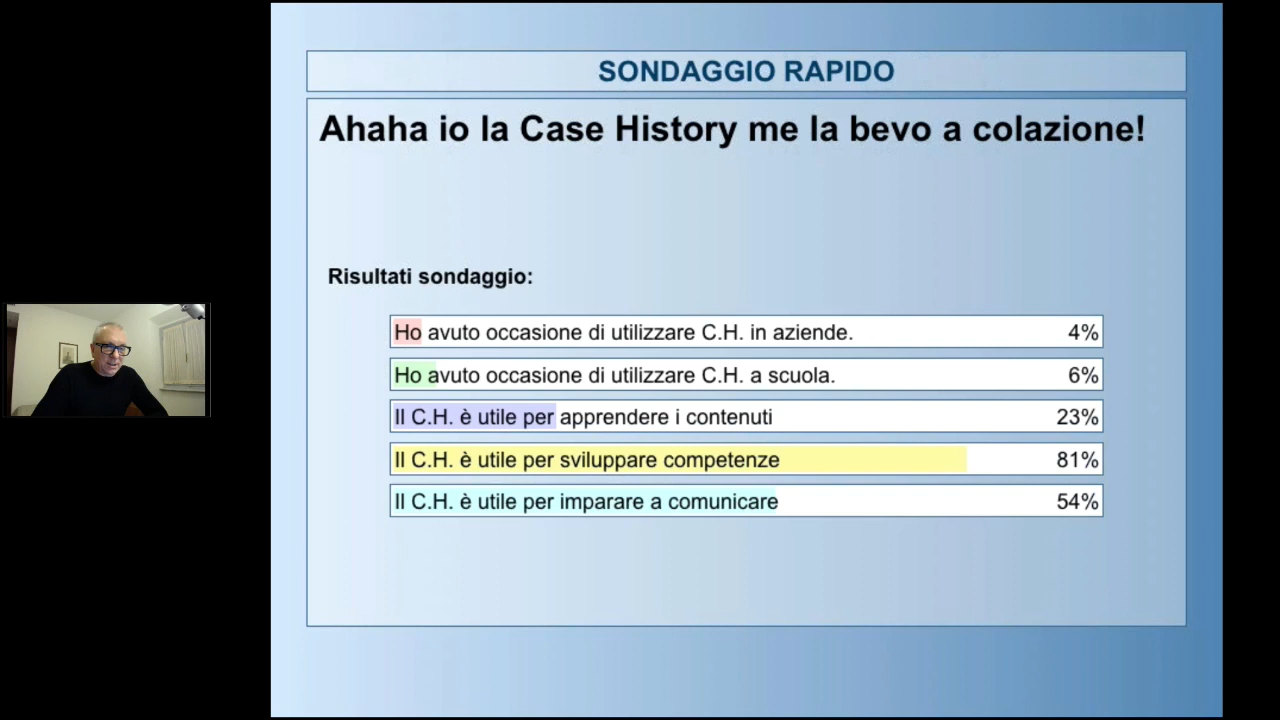 SONDAGGIO RAPIDO
Ahaha io la Case History me la bevo a colazione!
Risultati sondaggio:
Ho avuto occasione di utilizzare C.H. in aziende. 4%
Ho avuto occasione di utilizzare C.H. a scuola. 6%
Il C.H. è utile per apprendere i contenuti 23%
Il C.H. è utile per sviluppare competenze 81%
Il C.H. è utile per imparare a comunicare 54%